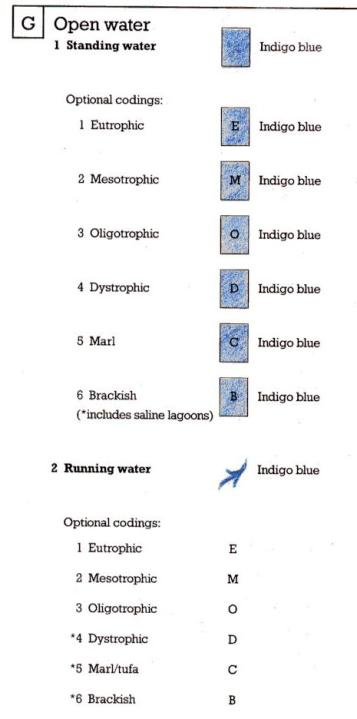 G Open water
1 Standing water Indigo blue
Optional codings:
1 Eutrophic E Indigo blue
2 Mesotrophic M Indigo blue
3 Oligotrophic O Indigo blue
4 Dystrophic D Indigo blue
5 Marl C Indigo blue
6 Brackish B Indigo blue
(*includes saline lagoons)
2 Running water Indigo blue
Optional codings:
1 Eutrophic E
2 Mesotrophic M
3 Oligotrophic O
*4 Dystrophic D
*5 Marl/tufa C
*6 Brackish B